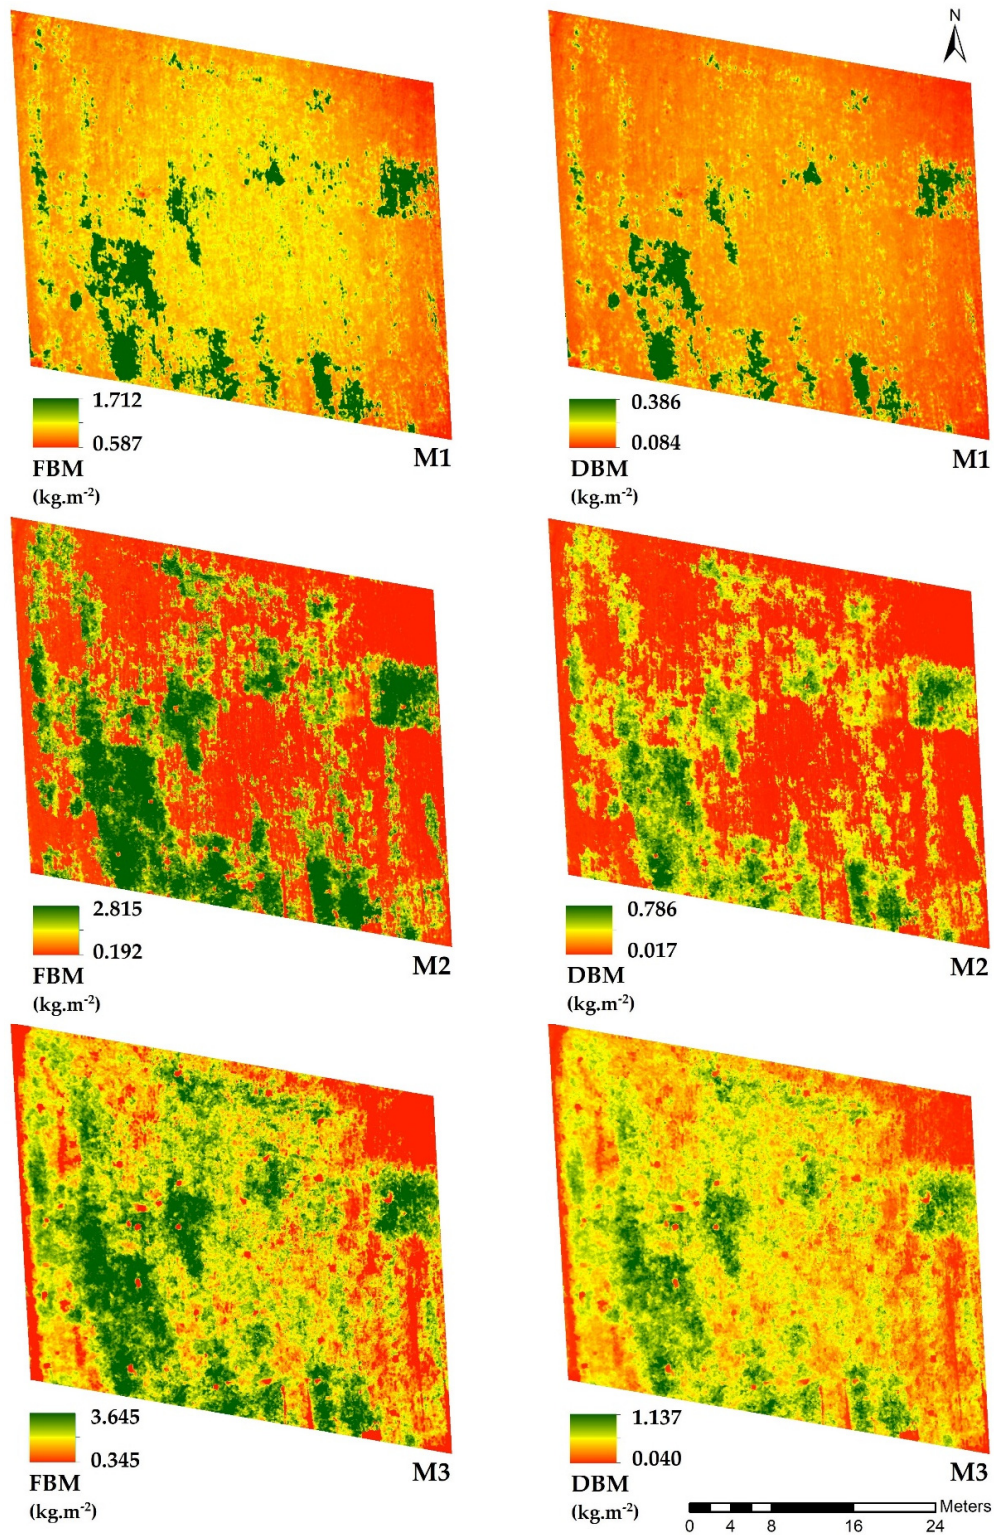 N
1.712
0.587
FBM
(kg.m-2)
M1
0.386
0.084
DBM
(kg.m-2)
M1
2.815
0.192
FBM
(kg.m-2)
M2
0.786
0.017
DBM
(kg.m-2)
M2
3.645
0.345
FBM
(kg.m-2)
M3
1.137
0.040
DBM
(kg.m-2)
M3
Meters
0 4 8 16 24